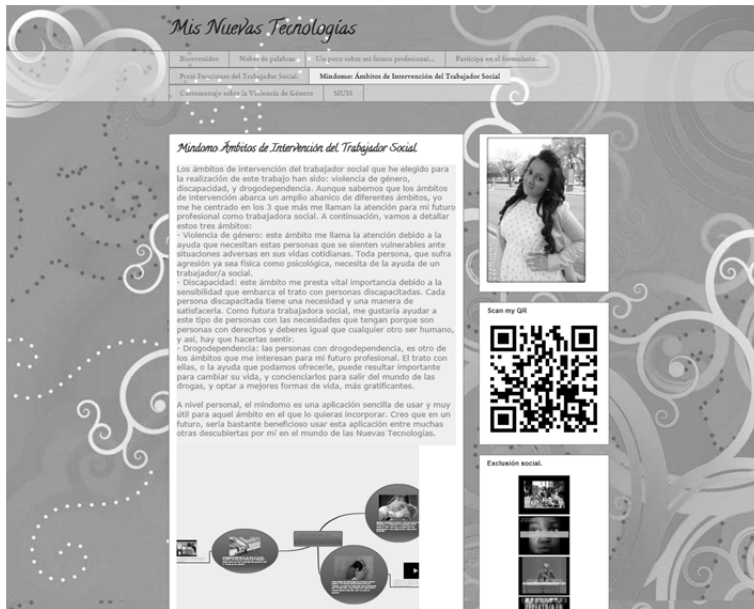 Mis Nuevas Tecnologías
Bienvenidos
Nubes de palabras
Un poco sobre mi futuro profesional...
Participa en el formulario..
Prezi Funciones del Trabajador Social.
Mindomo: Ámbitos de Intervención del Trabajador Social
Cortometraje sobre la Violencia de Género
SIUSS
Mindomo Ámbitos de Intervención del Trabajador Social
Los ámbitos de intervención del trabajador social que he elegido para
la realización de este trabajo han sido: violencia de género,
discapacidad, y drogodependencia. Aunque sabemos que los ámbitos
de intervención abarca un amplio abanico de diferentes ámbitos, yo
me he centrado en los 3 que más me llaman la atención para mi futuro
profesional como trabajadora social. A continuación, vamos a detallar
estos tres ámbitos:
- Violencia de género: este ámbito me llama la atención debido a la
ayuda que necesitan estas personas que se sienten vulnerables ante
situaciones adversas en sus vidas cotidianas. Toda persona, que sufra
agresión ya sea física como psicológica, necesita de la ayuda de un
trabajador/a social.
- Discapacidad: este ámbito me presta vital importancia debido a la
sensibilidad que embarca el trato con personas discapacitadas. Cada
persona discapacitada tiene una necesidad y una manera de
satisfacerla. Como futura trabajadora social, me gustaria ayudar a
este tipo de personas con las necesidades que tengan porque son
personas con derechos y deberes igual que cualquier otro ser humano,
y así, hay que hacerlas sentir.
- Drogodependencia: las personas con drogodependencia, es otro de
los ámbitos que me interesan para mi futuro profesional. El trato con
ellas, o la ayuda que podamos ofrecerle, puede resultar importante
para cambiar su vida, y concienciarlos para salir del mundo de las
drogas, y optar a mejores formas de vida, más gratificantes.
A nivel personal, el mindomo es una aplicación sencilla de usar y muy
útil para aquel ámbito en el que lo quieras incorporar. Creo que en un
futuro, sería bastante beneficioso usar esta aplicación entre muchas
otras descubiertas por mí en el mundo de las Nuevas Tecnologías.
Scan my QR
Exclusión social.